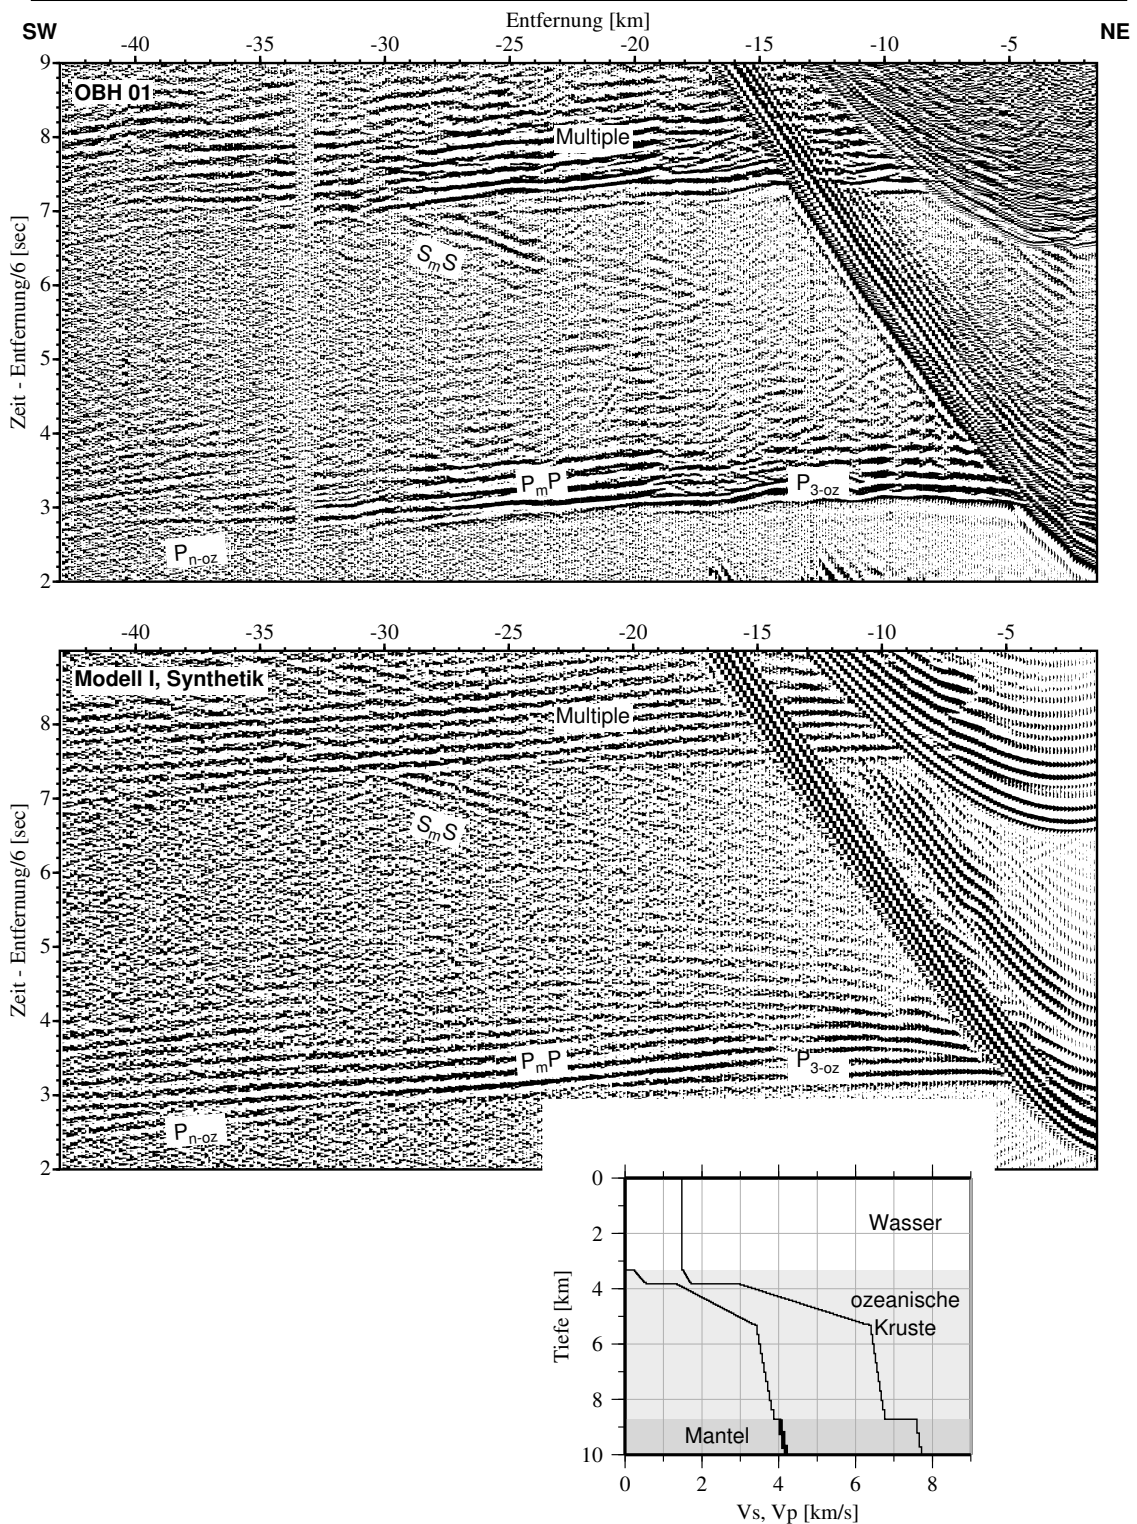 Entfernung [km]
SW
NE
-40 -35 -30 -25 -20 -15 -10 -5
9
OBH 01
8
Multiple
7
SmS
6
5
4
PmP
P3-oz
3
Pn-oz
2
Zeit - Entfernung/6 [sec]
-40 -35 -30 -25 -20 -15 -10 -5
Modell I, Synthetik
8
Multiple
7
SmS
6
5
4
PmP
P3-oz
3
Pn-oz
2
Zeit - Entfernung/6 [sec]
0
Wasser
2
4
ozeanische
Kruste
6
8
Mantel
10
Tiefe [km]
0 2 4 6 8
Vs, Vp [km/s]